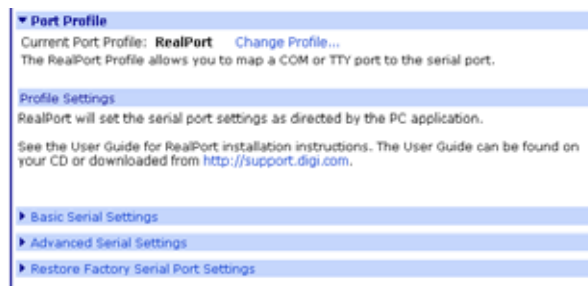 Port Profile
Current Port Profile: RealPort Change Profile...
The RealPort Profile allows you to map a COM or TTY port to the serial port.
Profile Settings
RealPort will set the serial port settings as directed by the PC application.
See the User Guide for RealPort installation instructions. The User Guide can be found on
your CD or downloaded from http://support.digi.com.
Basic Serial Settings
Advanced Serial Settings
Restore Factory Serial Port Settings